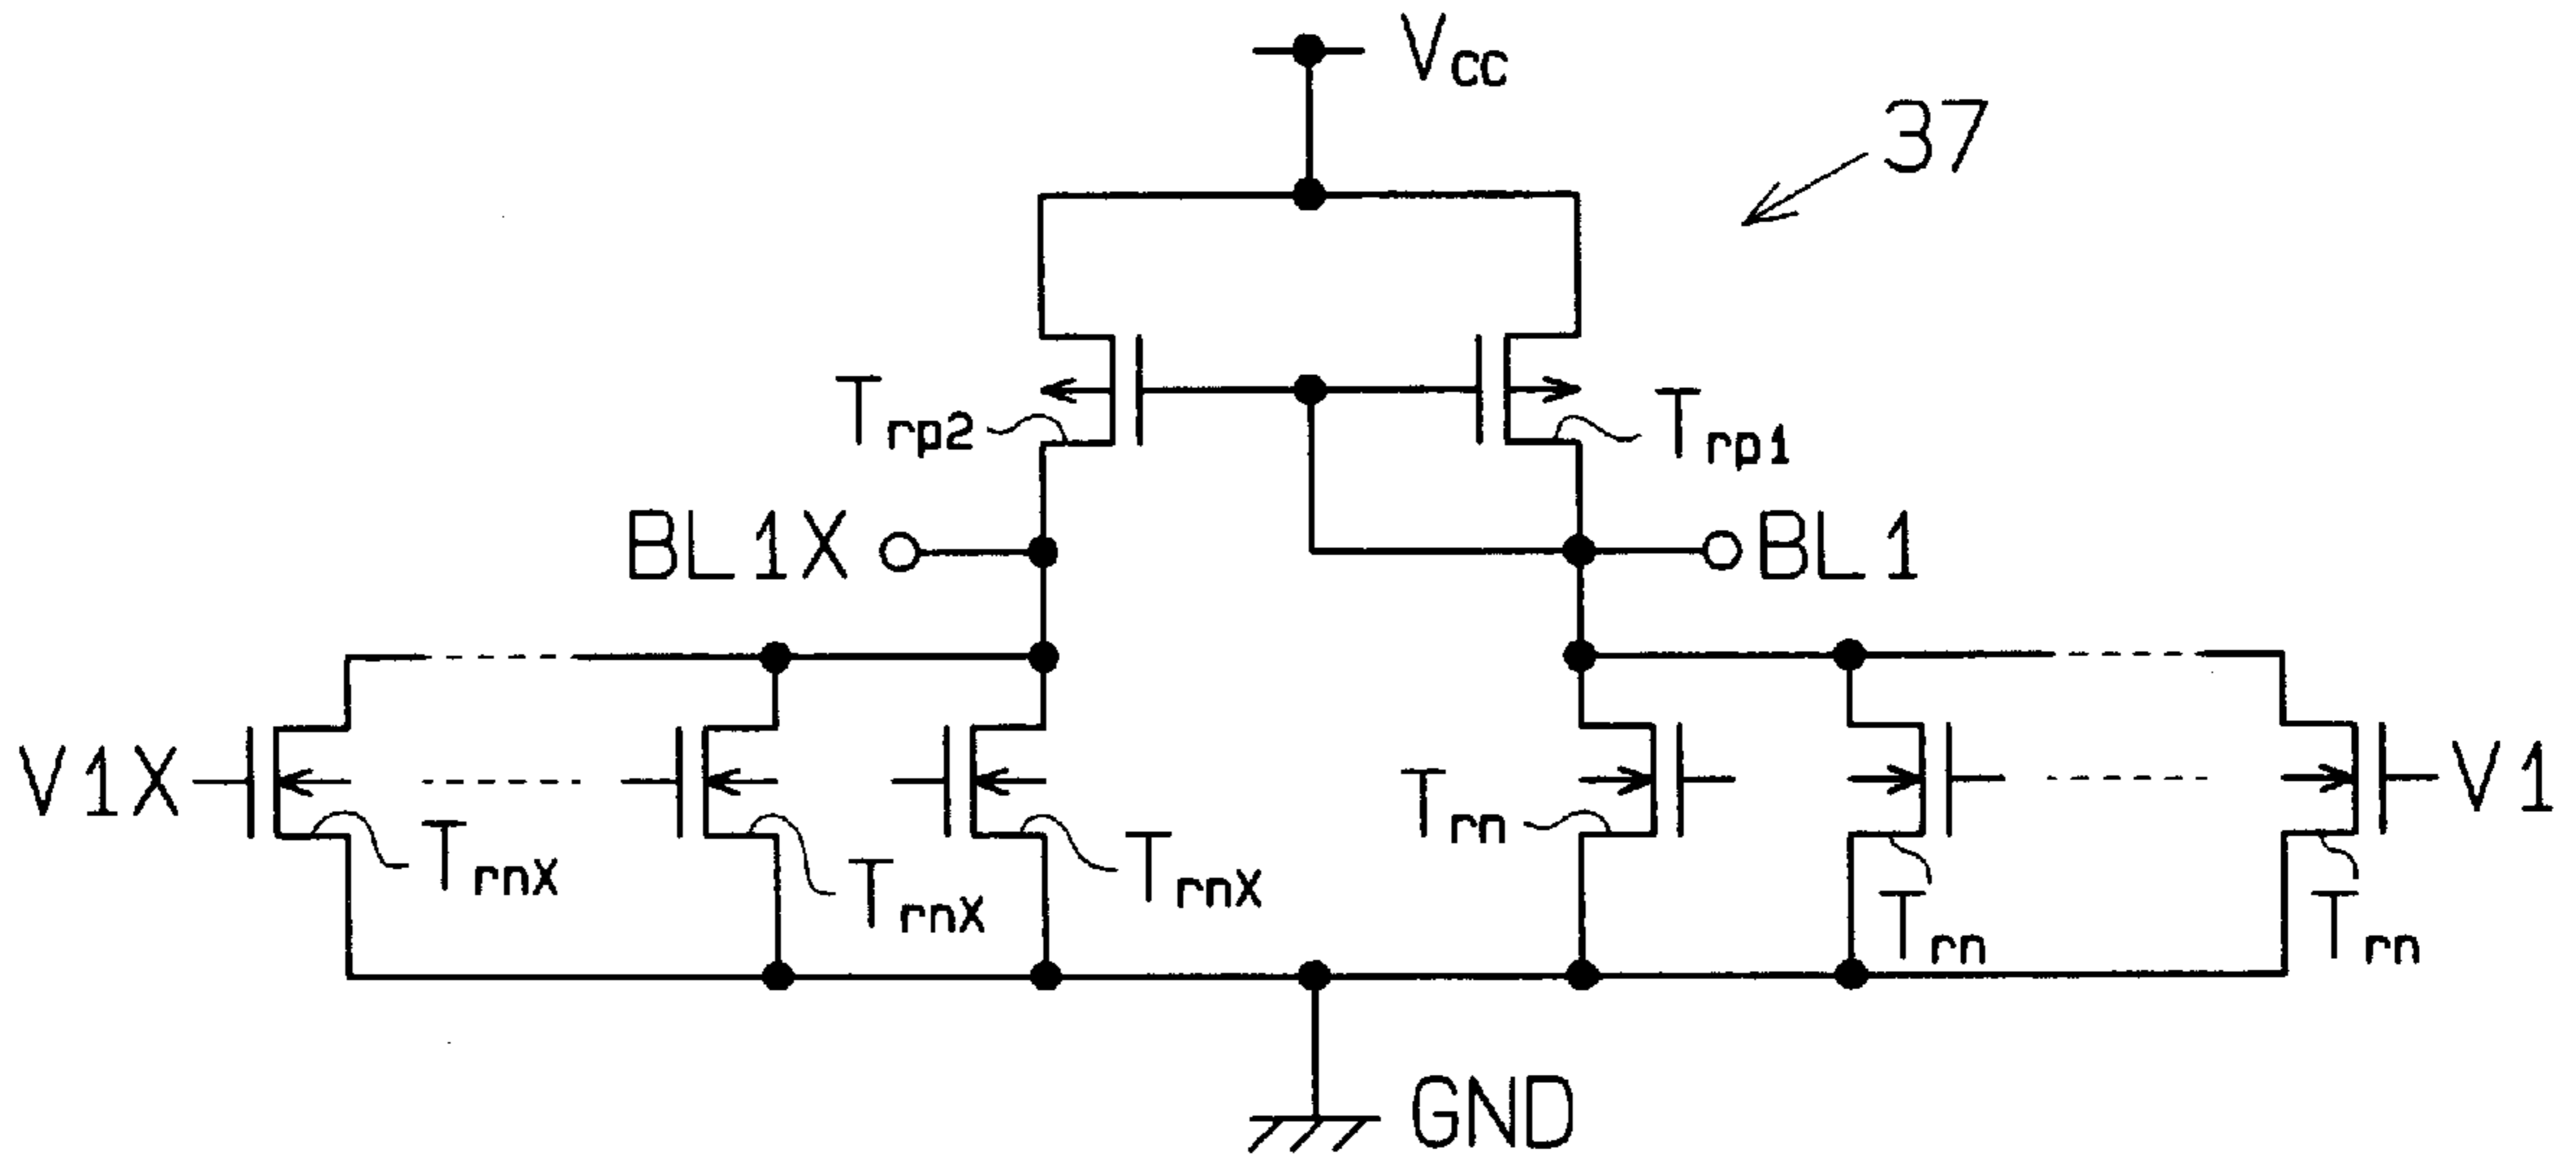 Vcc
37
Trp2
Trp1
BL1X
BL1
V1X
TrnX
TrnX
TrnX
Trn
Trn
Trn
V1
GND